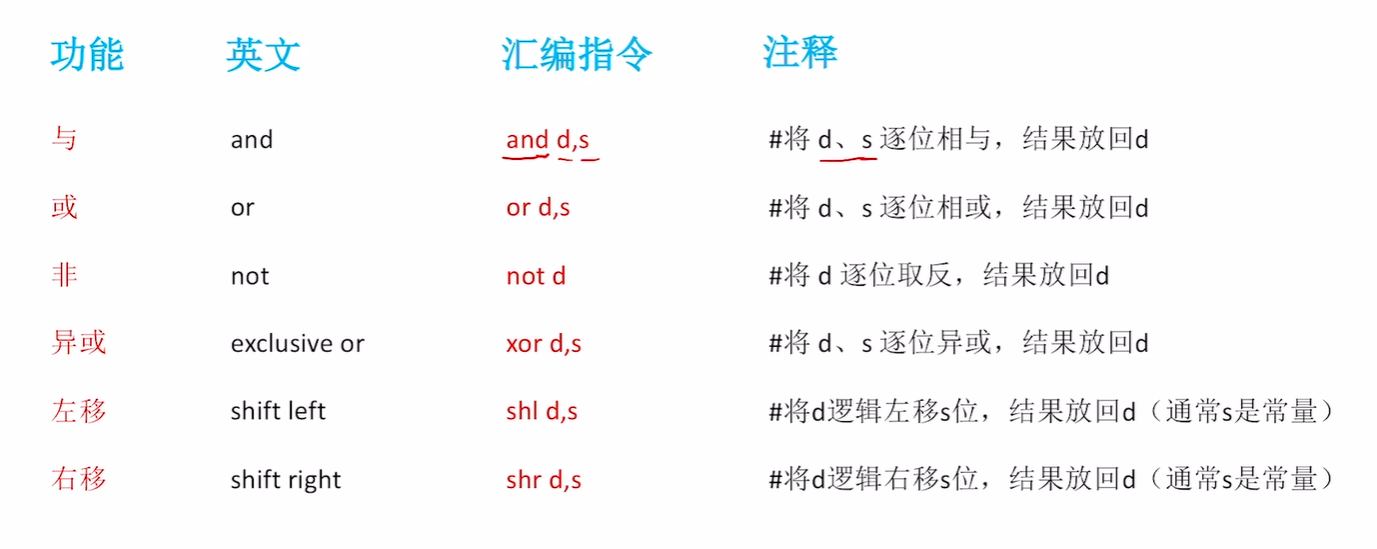 功能 英文 汇编指令 注释
与 and and d,s #将 d、s 逐位相与，结果放回d
或 or or d,s #将 d、s 逐位相或，结果放回d
非 not not d #将 d 逐位取反，结果放回d
异或 exclusive or xor d,s #将 d、s 逐位异或，结果放回d
左移 shift left shl d,s #将d逻辑左移s位，结果放回d（通常s是常量）
右移 shift right shr d,s #将d逻辑右移s位，结果放回d（通常s是常量）